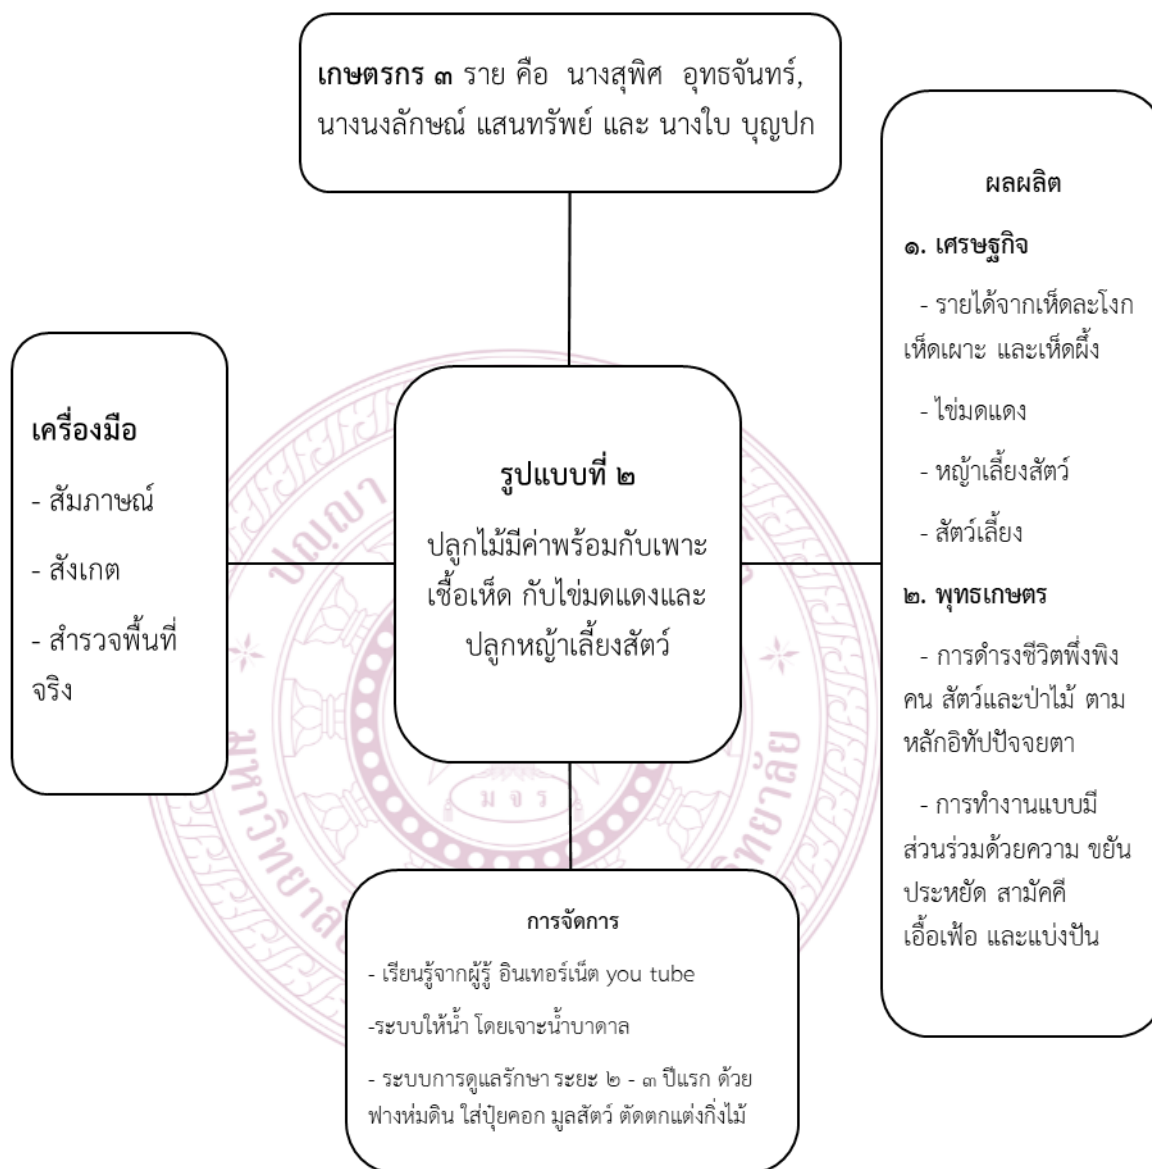 เกษตรกร ๓ ราย คือ นางสุพิศ อุทธจันทร์,
นางนงลักษณ์ แสนทรัพย์ และ นางใบ บุญปก
เครื่องมือ
- สัมภาษณ์
- สังเกต
- สำรวจพื้นที่
จริง
รูปแบบที่ ๒
ปลูกไม้มีค่าพร้อมกับเพาะ
เชื้อเห็ด กับไข่มดแดงและ
ปลูกหญ้าเลี้ยงสัตว์
ผลผลิต
๑. เศรษฐกิจ
- รายได้จากเห็ดละโงก
เห็ดเผาะ และเห็ดผึ้ง
- ไข่มดแดง
- หญ้าเลี้ยงสัตว์
- สัตว์เลี้ยง
๒. พุทธเกษตร
- การดำรงชีวิตพึ่งพิง
คน สัตว์และป่าไม้ ตาม
หลักอิทัปปัจจยตา
- การทำงานแบบมี
ส่วนร่วมด้วยความ ขยัน
ประหยัด สามัคคี
เอื้อเฟ้อ และแบ่งปัน
การจัดการ
- เรียนรู้จากผู้รู้ อินเทอร์เน็ต you tube
-ระบบให้น้ำ โดยเจาะน้ำบาดาล
- ระบบการดูแลรักษา ระยะ ๒ - ๓ ปีแรก ด้วย
ฟางห่มดิน ใส่ปุ๋ยคอก มูลสัตว์ ตัดตกแต่งกิ่งไม้
ปญฺญา
ม จ ร